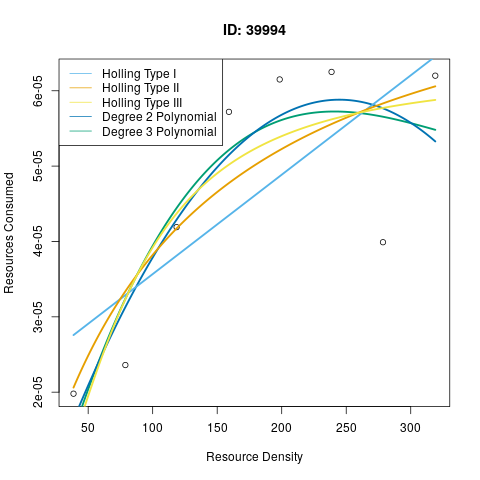 ID: 39994
Holling Type I
Holling Type II
Holling Type III
Degree 2 Polynomial
Degree 3 Polynomial
6e-05
5e-05
4e-05
3e-05
2e-05
Resources Consumed
50 100 150 200 250 300
Resource Density